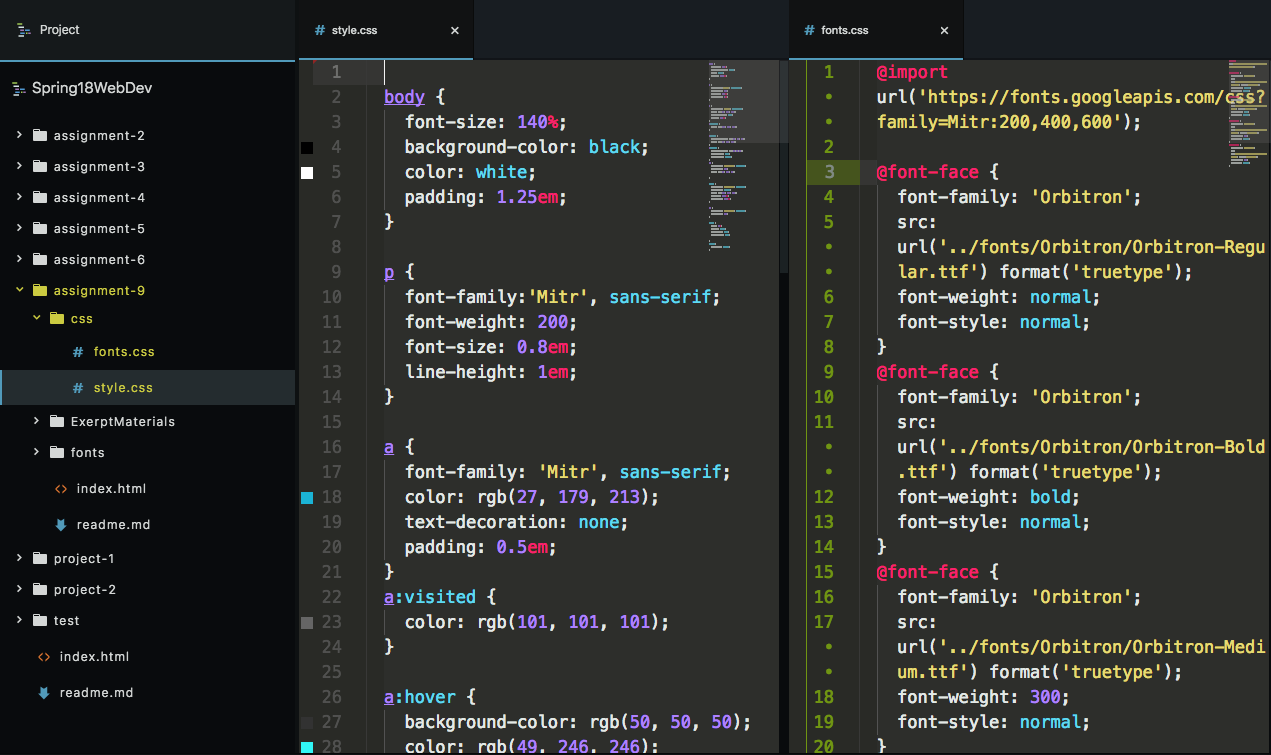 Project
Spring18WebDev
assignment-2
assignment-3
assignment-4
assignment-5
assignment-6
assignment-9
css
# fonts.css
# style.css
ExerptMaterials
fonts
<> index.html
readme.md
project-1
project-2
test
<> index.html
readme.md
# style.css ×
1
2 body {
3 font-size: 140%;
4 background-color: black;
5 color: white;
6 padding: 1.25em;
7 }
8
9 p {
10 font-family:'Mitr', sans-serif;
11 font-weight: 200;
12 font-size: 0.8em;
13 line-height: 1em;
14 }
15
16 a {
17 font-family: 'Mitr', sans-serif;
18 color: rgb(27, 179, 213);
19 text-decoration: none;
20 padding: 0.5em;
21 }
22 a:visited {
23 color: rgb(101, 101, 101);
24 }
25
26 a:hover {
27 background-color: rgb(50, 50, 50);
28 color: rgb(49, 246, 246);
# fonts.css ×
1 @import
• url('https://fonts.googleapis.com/css?
• family=Mitr:200,400,600');
2
3 @font-face {
4 font-family: 'Orbitron';
5 src:
• url('../fonts/Orbitron/Orbitron-Regu
• lar.ttf') format('truetype');
6 font-weight: normal;
7 font-style: normal;
8 }
9 @font-face {
10 font-family: 'Orbitron';
11 src:
• url('../fonts/Orbitron/Orbitron-Bold
• .ttf') format('truetype');
12 font-weight: bold;
13 font-style: normal;
14 }
15 @font-face {
16 font-family: 'Orbitron';
17 src:
• url('../fonts/Orbitron/Orbitron-Medi
• um.ttf') format('truetype');
18 font-weight: 300;
19 font-style: normal;
20 }